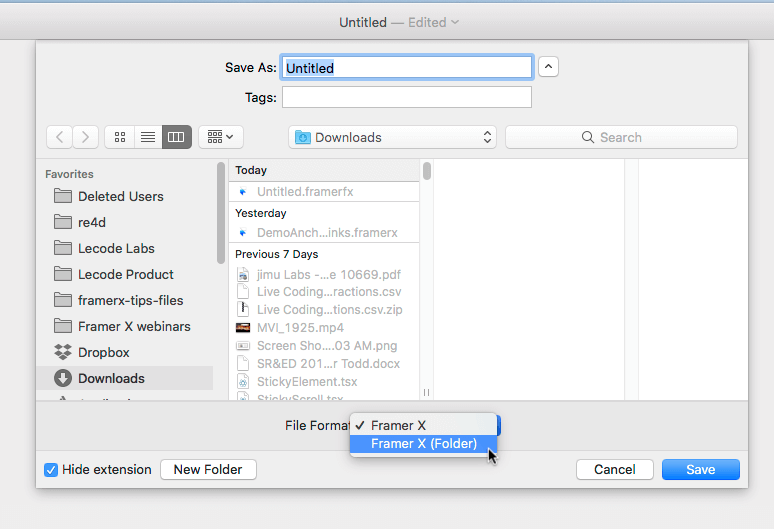 Untitled — Edited
Save As: Untitled
Tags:
Downloads
Search
Favorites
Deleted Users
re4d
Lecode Labs
Lecode Product
framerx-tips-files
Framer X webinars
Dropbox
Downloads
Today
Untitled.framerfx
Yesterday
DemoAnch...inks.framerx
Previous 7 Days
jimu Labs -...e 10669.pdf
Live Coding...ractions.csv
Live Coding...tions.csv.zip
MVI_1925.mp4
Screen Sho....03 AM.png
SR&ED 201...r Todd.docx
StickyElement.tsx
StickyScroll.tsx
File Format
✓ Framer X
Framer X (Folder)
Hide extension
New Folder
Cancel
Save